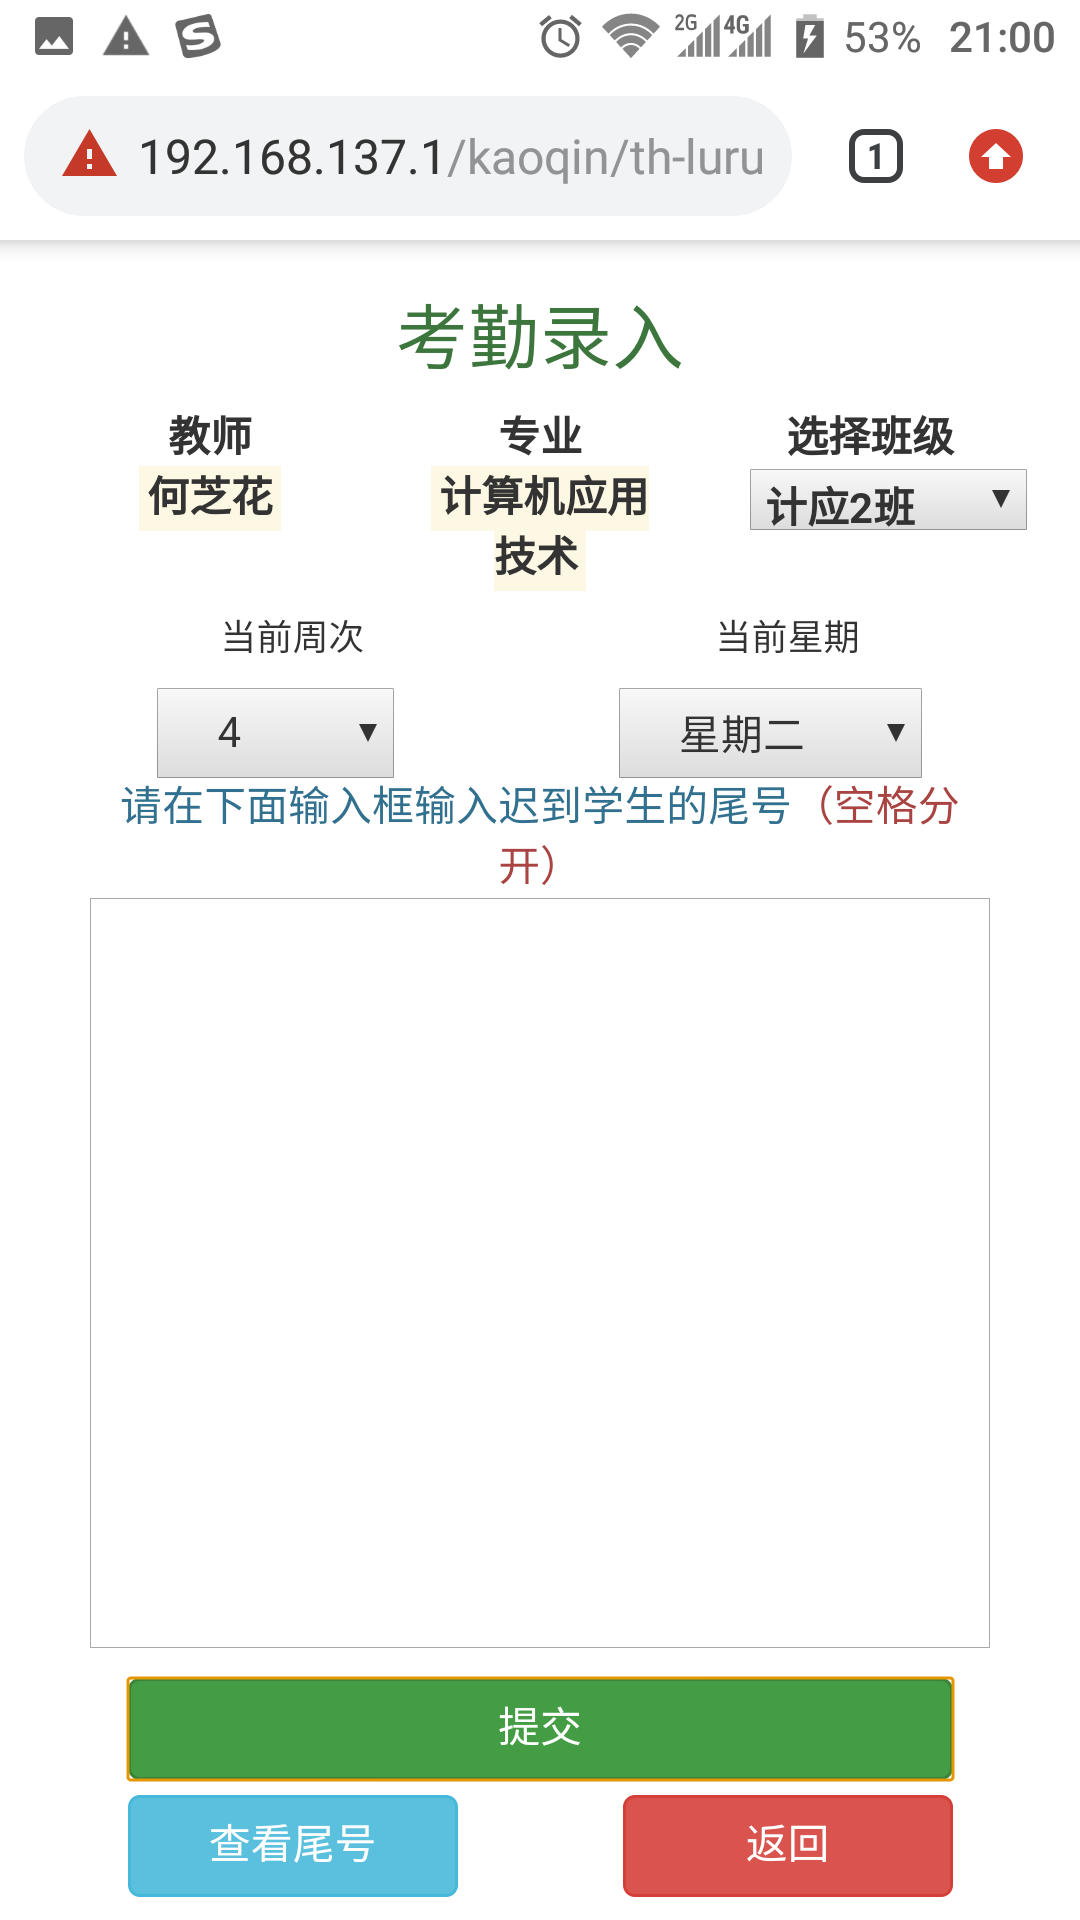 2G 4G 53% 21:00
192.168.137.1/kaoqin/th-luru
1
考勤录入
教师 专业 选择班级
何芝花 计算机应用技术 计应2班
当前周次 当前星期
4 星期二
请在下面输入框输入迟到学生的尾号（空格分
开）
提交
查看尾号 返回